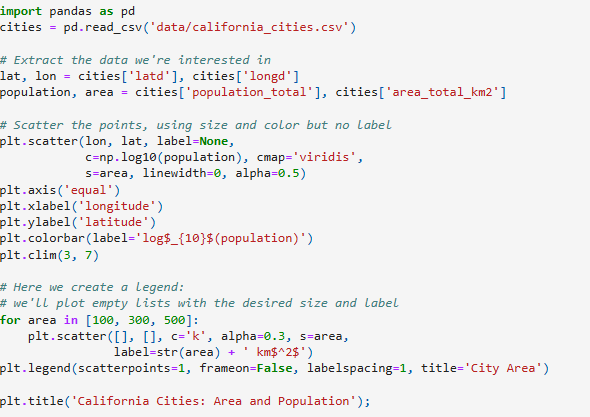 import pandas as pd
cities = pd.read_csv('data/california_cities.csv')
# Extract the data we're interested in
lat, lon = cities['latd'], cities['longd']
population, area = cities['population_total'], cities['area_total_km2']
# Scatter the points, using size and color but no label
plt.scatter(lon, lat, label=None,
            c=np.log10(population), cmap='viridis',
            s=area, linewidth=0, alpha=0.5)
plt.axis('equal')
plt.xlabel('longitude')
plt.ylabel('latitude')
plt.colorbar(label='log$_{10}$(population)')
plt.clim(3, 7)
# Here we create a legend:
# we'll plot empty lists with the desired size and label
for area in [100, 300, 500]:
    plt.scatter([], [], c='k', alpha=0.3, s=area,
                label=str(area) + ' km$^2$')
plt.legend(scatterpoints=1, frameon=False, labelspacing=1, title='City Area')
plt.title('California Cities: Area and Population');